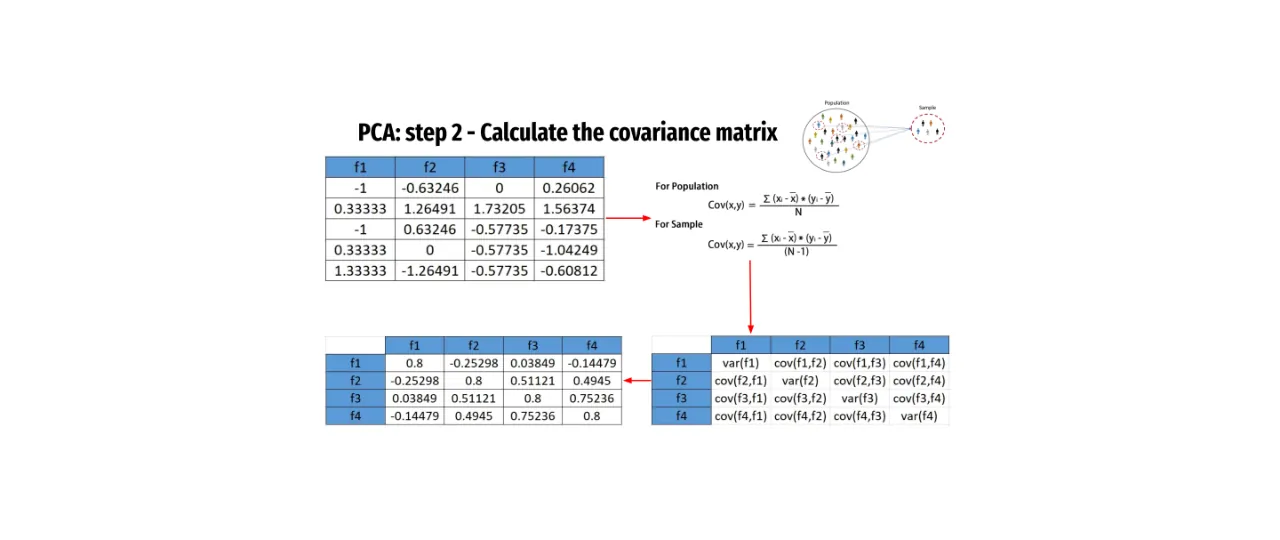 Population
Sample
PCA: step 2 - Calculate the covariance matrix
f1 f2 f3 f4
-1 -0.63246 0 0.26062
0.33333 1.26491 1.73205 1.56374
-1 0.63246 -0.57735 -0.17375
0.33333 0 -0.57735 -1.04249
1.33333 -1.26491 -0.57735 -0.60812
For Population
Cov(x,y) = Σ (xᵢ - x̅) * (yᵢ - y̅)
N
For Sample
Cov(x,y) = Σ (xᵢ - x̅) * (yᵢ - y̅)
(N -1)
f1 f2 f3 f4
f1 0.8 -0.25298 0.03849 -0.14479
f2 -0.25298 0.8 0.51121 0.4945
f3 0.03849 0.51121 0.8 0.75236
f4 -0.14479 0.4945 0.75236 0.8
f1 f2 f3 f4
f1 var(f1) cov(f1,f2) cov(f1,f3) cov(f1,f4)
f2 cov(f2,f1) var(f2) cov(f2,f3) cov(f2,f4)
f3 cov(f3,f1) cov(f3,f2) var(f3) cov(f3,f4)
f4 cov(f4,f1) cov(f4,f2) cov(f4,f3) var(f4)